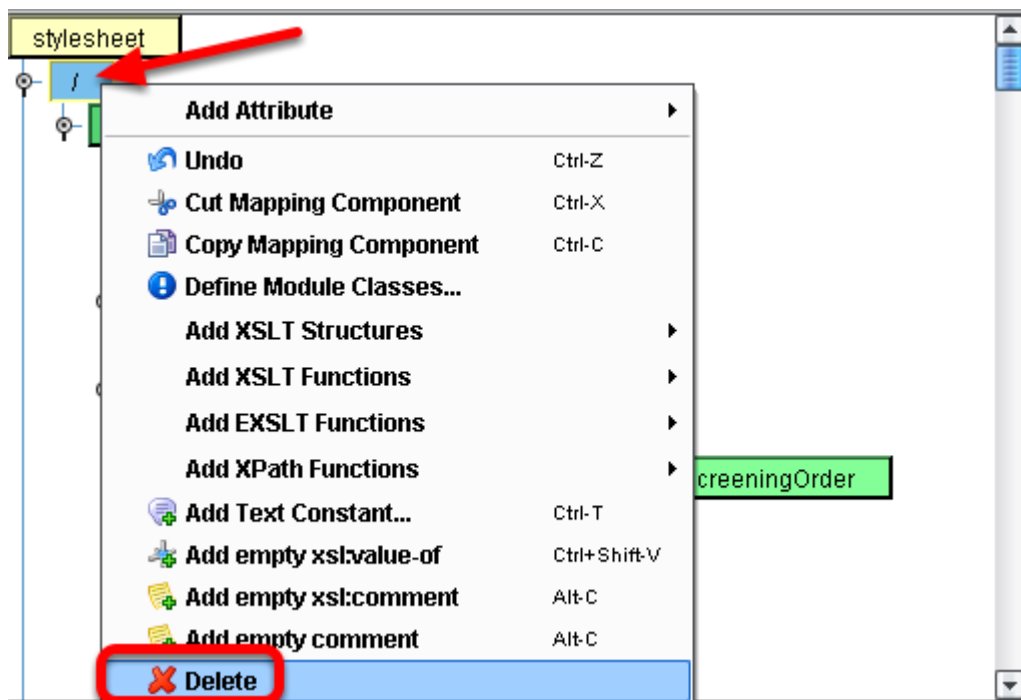 stylesheet
/
Add Attribute
Undo Ctrl-Z
Cut Mapping Component Ctrl-X
Copy Mapping Component Ctrl-C
Define Module Classes...
Add XSLT Structures
Add XSLT Functions
Add EXSLT Functions
Add XPath Functions
creeningOrder
Add Text Constant... Ctrl-T
Add empty xsl:value-of Ctrl+Shift-V
Add empty xsl:comment Alt-C
Add empty comment Alt-C
Delete